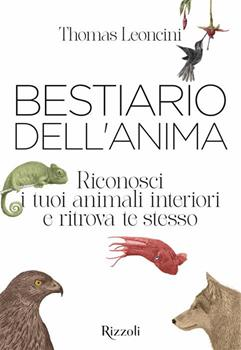 Thomas Leoncini
BESTIARIO
DELL'ANIMA
Riconosci
i tuoi animali interiori
e ritrova te stesso
Rizzoli